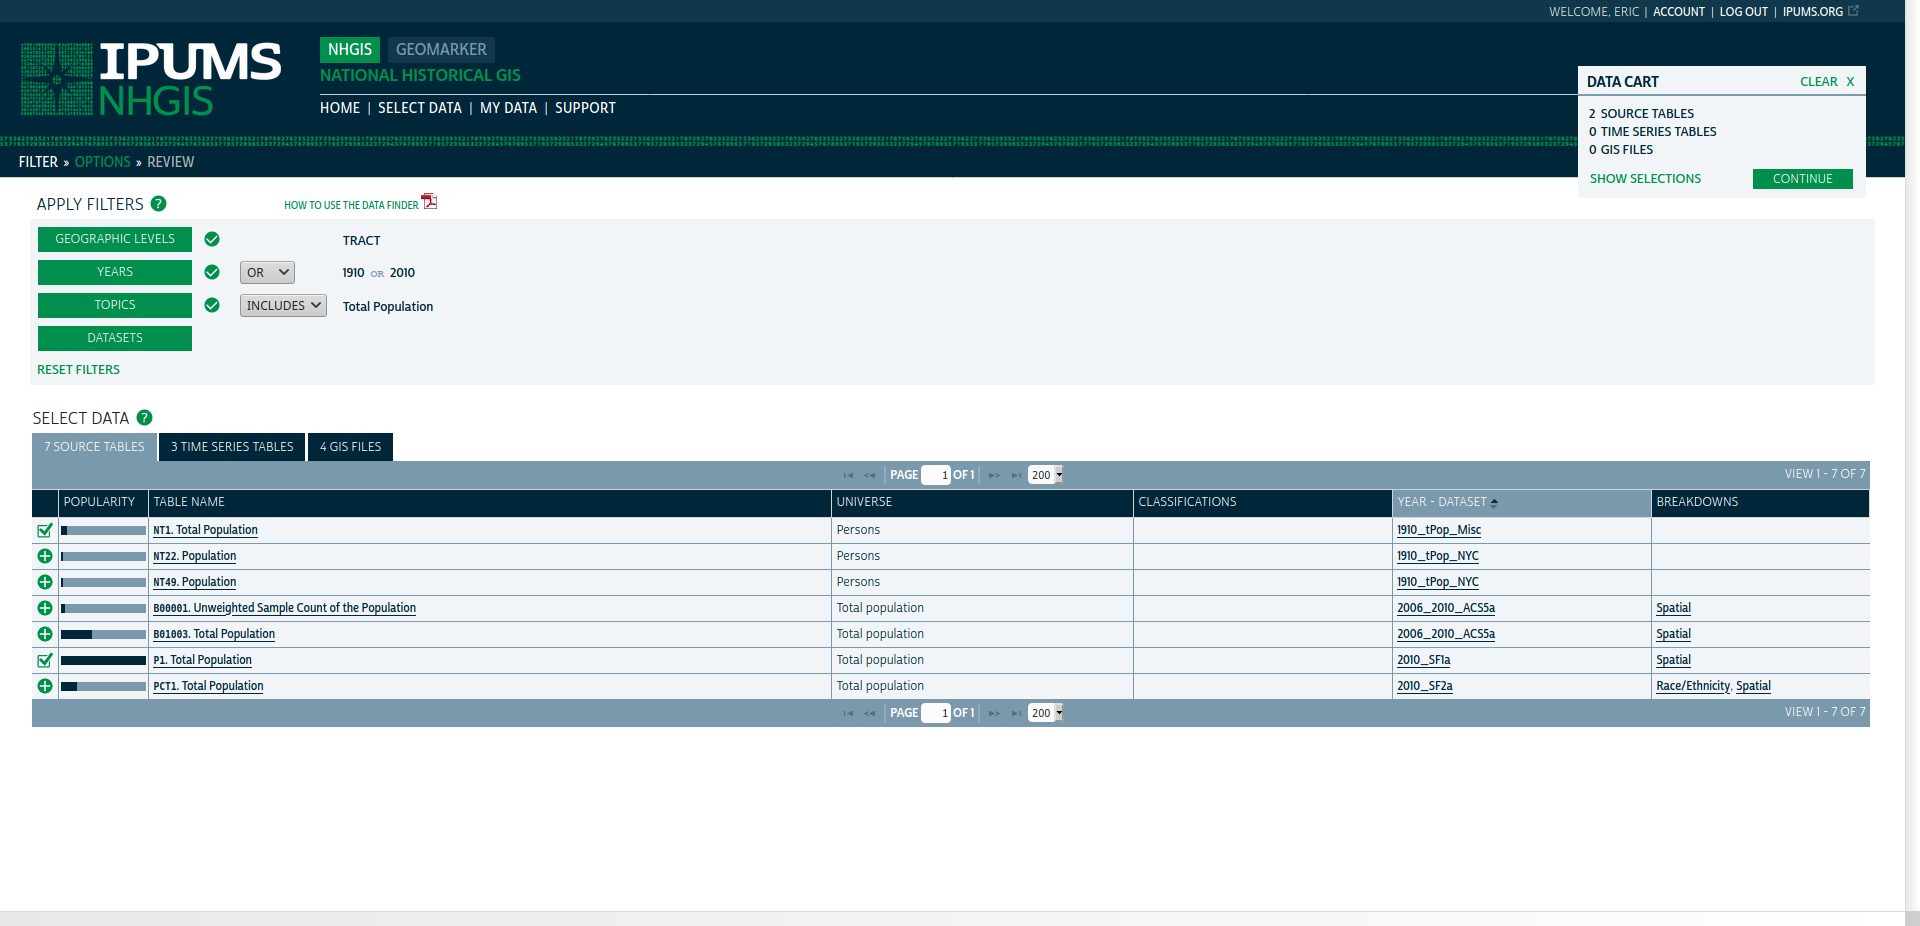 WELCOME, ERIC | ACCOUNT | LOG OUT | IPUMS.ORG
IPUMS
NHGIS
NHGIS GEOMARKER
NATIONAL HISTORICAL GIS
HOME | SELECT DATA | MY DATA | SUPPORT
DATA CART CLEAR X
2 SOURCE TABLES
0 TIME SERIES TABLES
0 GIS FILES
SHOW SELECTIONS CONTINUE
FILTER » OPTIONS » REVIEW
APPLY FILTERS ? HOW TO USE THE DATA FINDER
GEOGRAPHIC LEVELS TRACT
YEARS OR 1910 OR 2010
TOPICS INCLUDES Total Population
DATASETS
RESET FILTERS
SELECT DATA ?
7 SOURCE TABLES 3 TIME SERIES TABLES 4 GIS FILES
PAGE 1 OF 1 200 VIEW 1 - 7 OF 7
POPULARITY TABLE NAME UNIVERSE CLASSIFICATIONS YEAR - DATASET BREAKDOWNS
NT1. Total Population Persons 1910_tPop_Misc
NT22. Population Persons 1910_tPop_NYC
NT49. Population Persons 1910_tPop_NYC
B00001. Unweighted Sample Count of the Population Total population 2006_2010_ACS5a Spatial
B01003. Total Population Total population 2006_2010_ACS5a Spatial
P1. Total Population Total population 2010_SF1a Spatial
PCT1. Total Population Total population 2010_SF2a Race/Ethnicity, Spatial
PAGE 1 OF 1 200 VIEW 1 - 7 OF 7